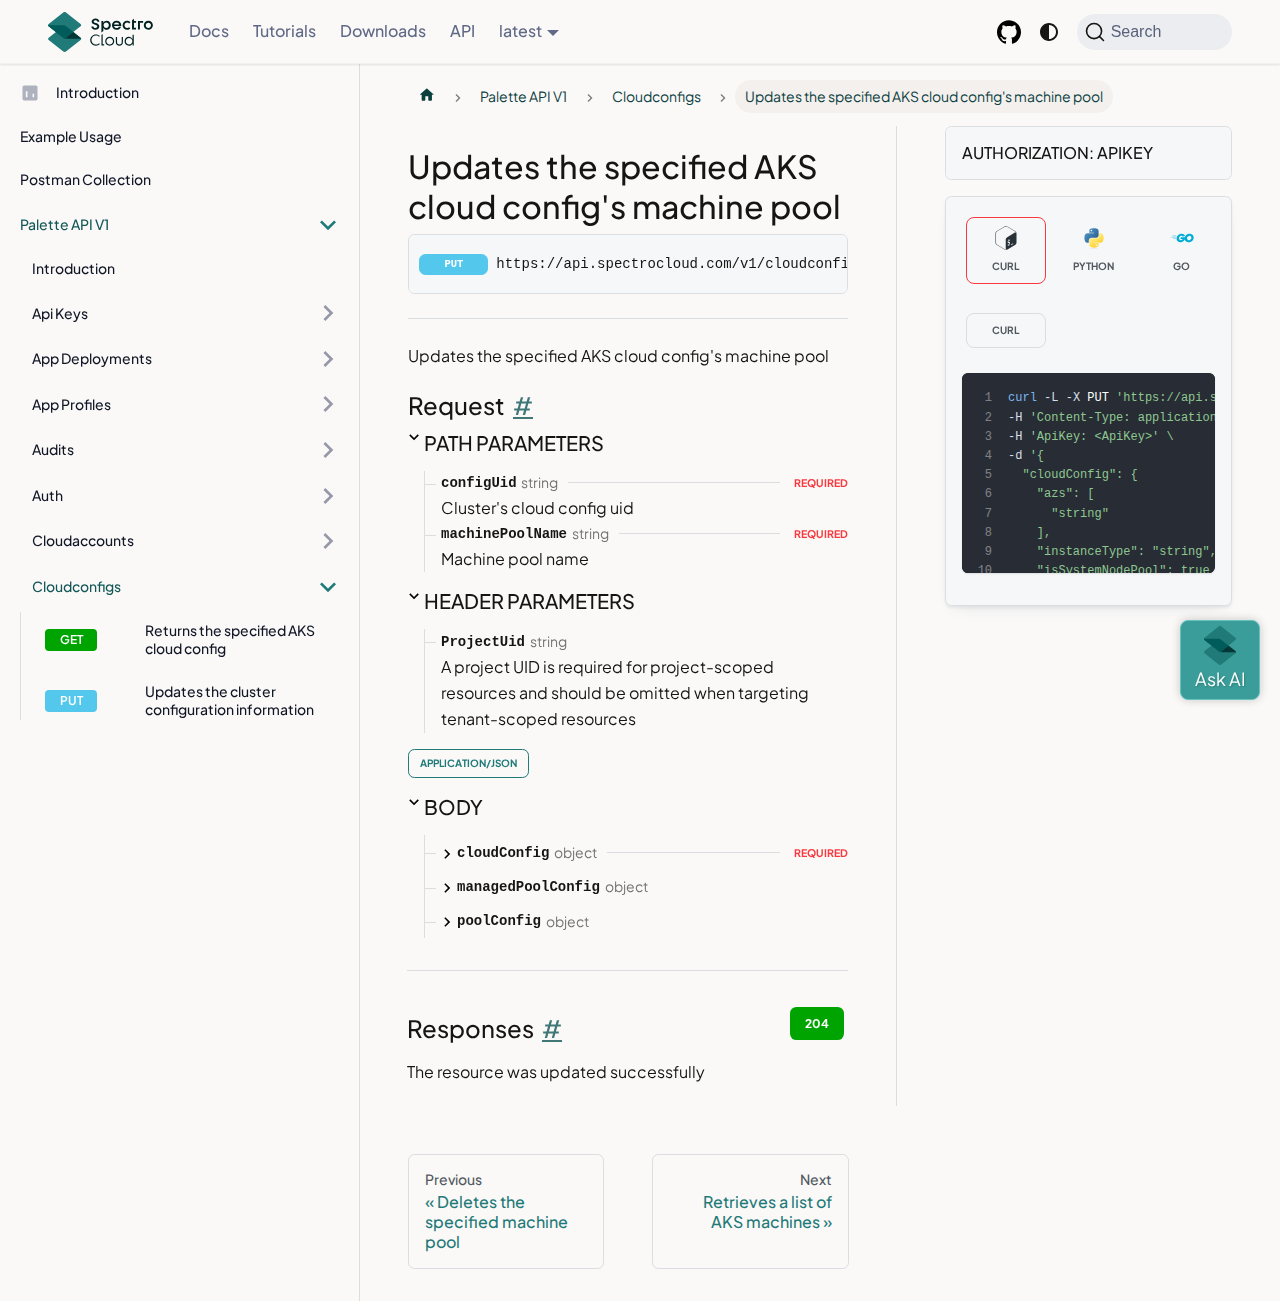 Spectro
Cloud
Docs
Tutorials
Downloads
API
latest
Search
Introduction
Example Usage
Postman Collection
Palette API V1
Introduction
Api Keys
App Deployments
App Profiles
Audits
Auth
Cloudaccounts
Cloudconfigs
GET
Returns the specified AKS
cloud config
PUT
Updates the cluster
configuration information
Palette API V1
Cloudconfigs
Updates the specified AKS cloud config's machine pool
Updates the specified AKS
cloud config's machine pool
PUT https://api.spectrocloud.com/v1/cloudconfi
Updates the specified AKS cloud config's machine pool
Request #
PATH PARAMETERS
configUid string REQUIRED
Cluster's cloud config uid
machinePoolName string REQUIRED
Machine pool name
HEADER PARAMETERS
ProjectUid string
A project UID is required for project-scoped
resources and should be omitted when targeting
tenant-scoped resources
APPLICATION/JSON
BODY
cloudConfig object REQUIRED
managedPoolConfig object
poolConfig object
Responses #
204
The resource was updated successfully
Previous
« Deletes the
specified machine
pool
Next
Retrieves a list of
AKS machines »
AUTHORIZATION: APIKEY
CURL
PYTHON
GO
CURL
1 curl -L -X PUT 'https://api.s
2 -H 'Content-Type: application
3 -H 'ApiKey: <ApiKey>' \
4 -d '{
5 "cloudConfig": {
6 "azs": [
7 "string"
8 ],
9 "instanceType": "string",
10 "isSystemNodePool": true,
Ask AI